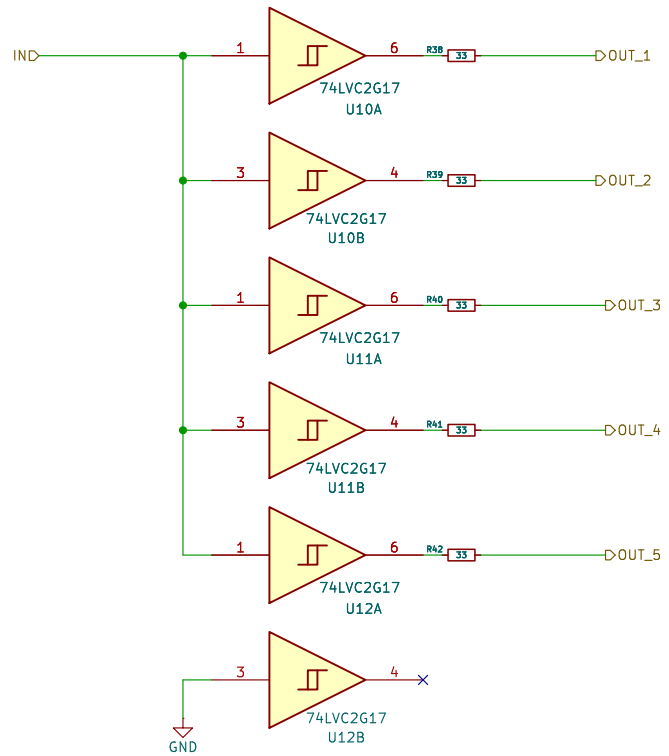 IN
1
6
R38
33
OUT_1
74LVC2G17
U10A
3
4
R39
33
OUT_2
74LVC2G17
U10B
1
6
R40
33
OUT_3
74LVC2G17
U11A
3
4
R41
33
OUT_4
74LVC2G17
U11B
1
6
R42
33
OUT_5
74LVC2G17
U12A
3
4
74LVC2G17
U12B
GND